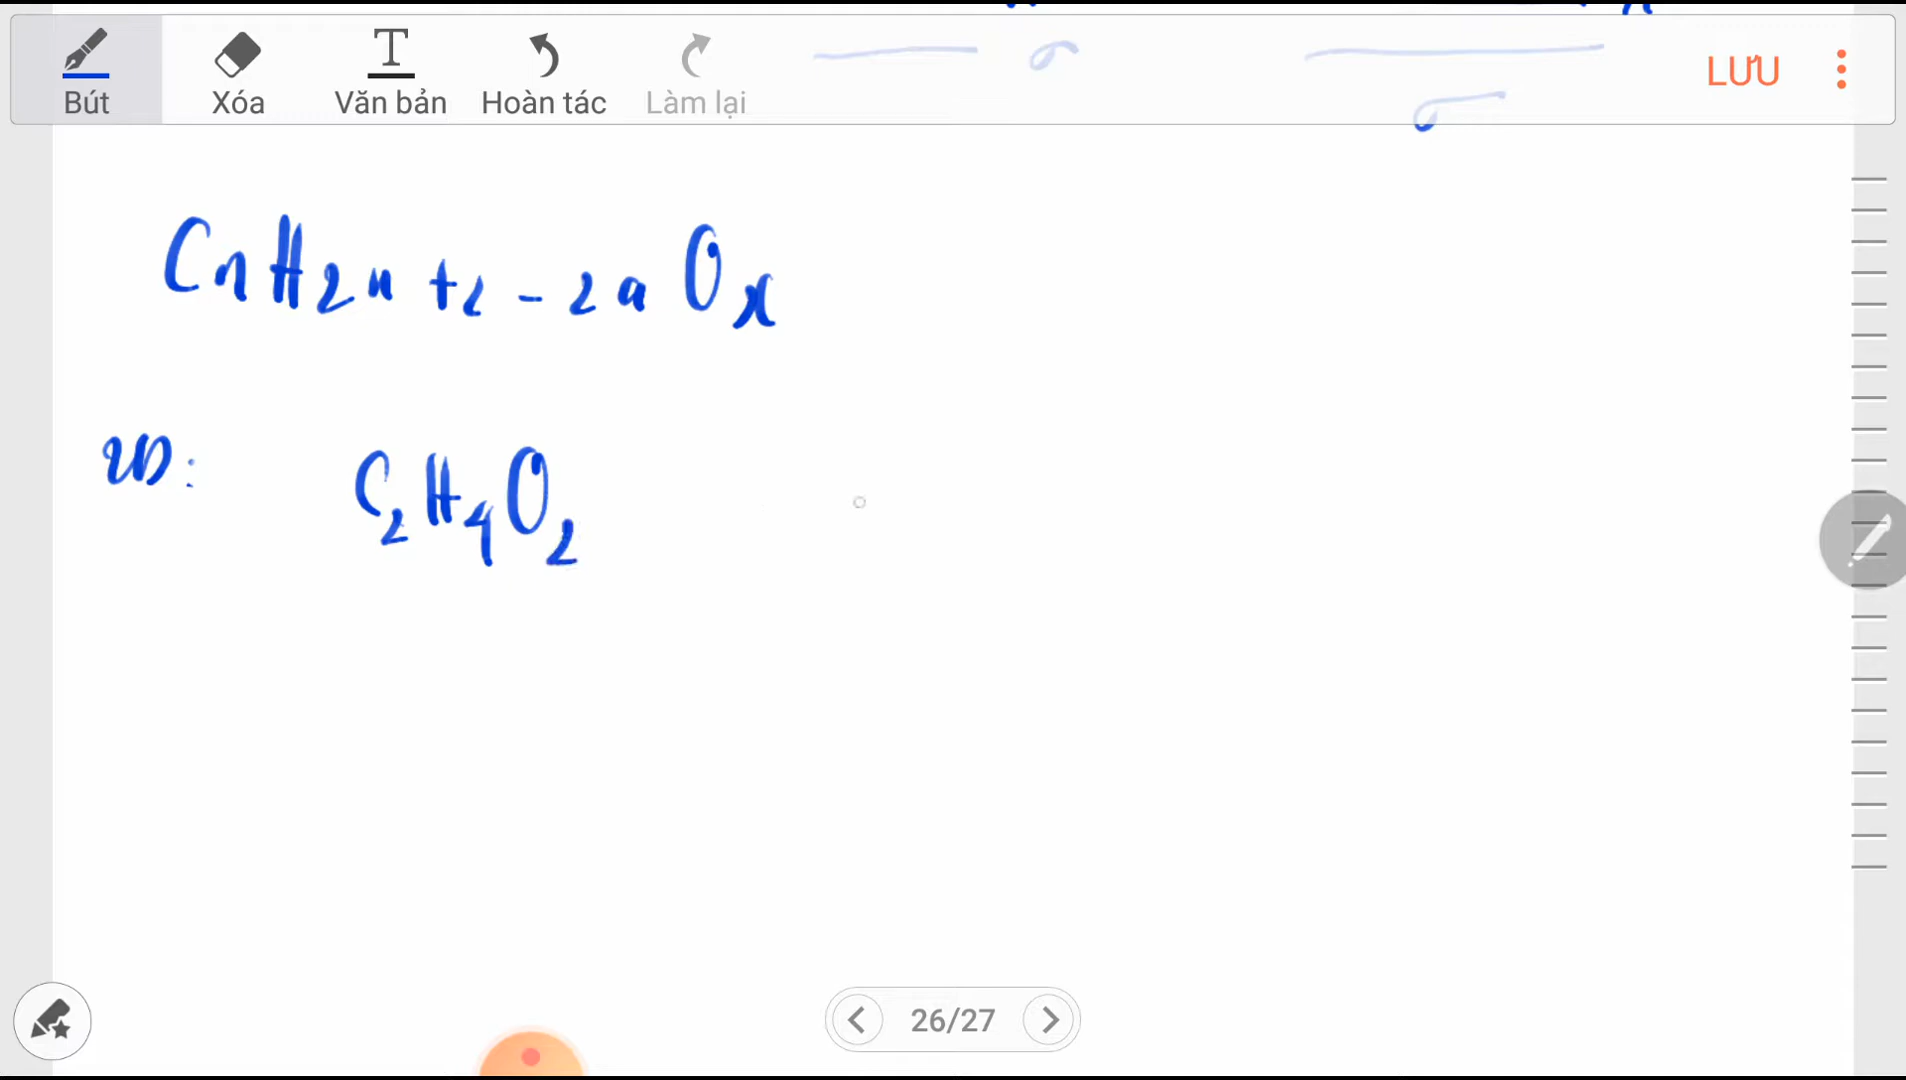 Bút Xóa Văn bản Hoàn tác Làm lại LƯU
CnH2n+2-2aOx
VD: C2H4O2
26/27